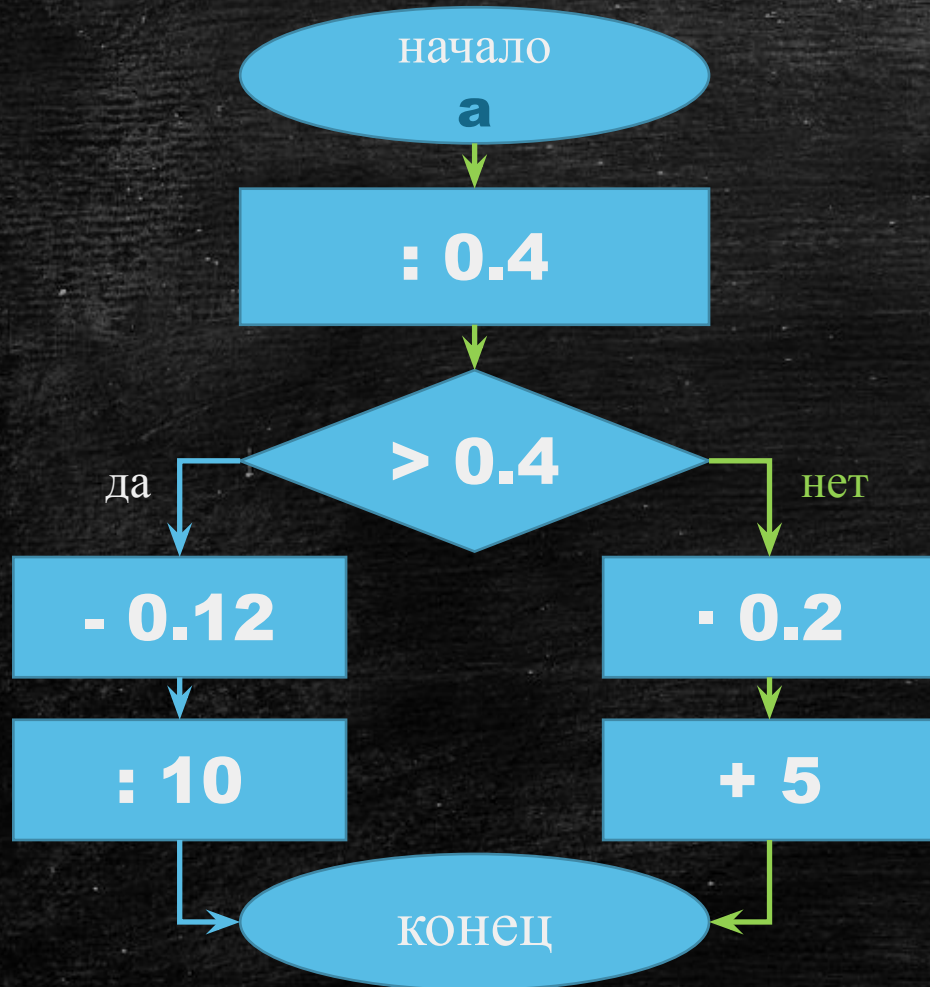 начало
a
: 0.4
> 0.4
да
нет
- 0.12
· 0.2
: 10
+ 5
конец